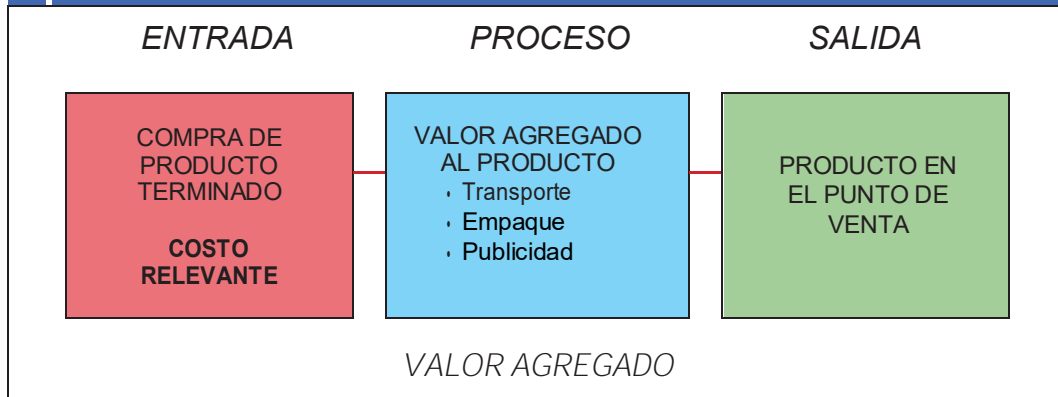 ENTRADA
PROCESO
SALIDA
COMPRA DE
PRODUCTO
TERMINADO
COSTO
RELEVANTE
VALOR AGREGADO
AL PRODUCTO
• Transporte
• Empaque
• Publicidad
PRODUCTO EN
EL PUNTO DE
VENTA
VALOR AGREGADO